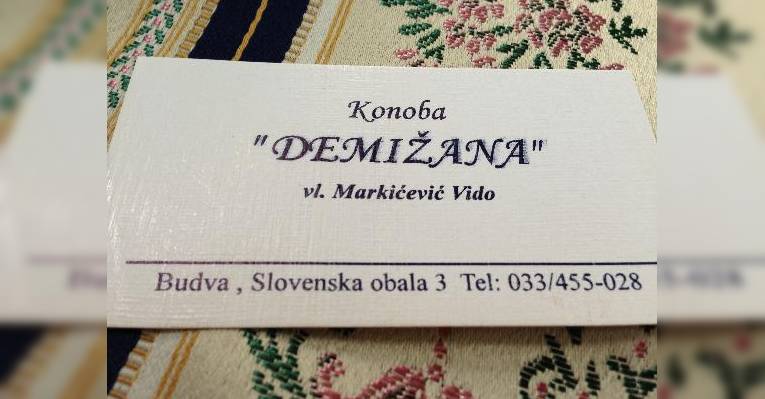 Konoba
"DEMIŽANA"
vl. Markićević Vido
Budva , Slovenska obala 3 Tel: 033/455-028